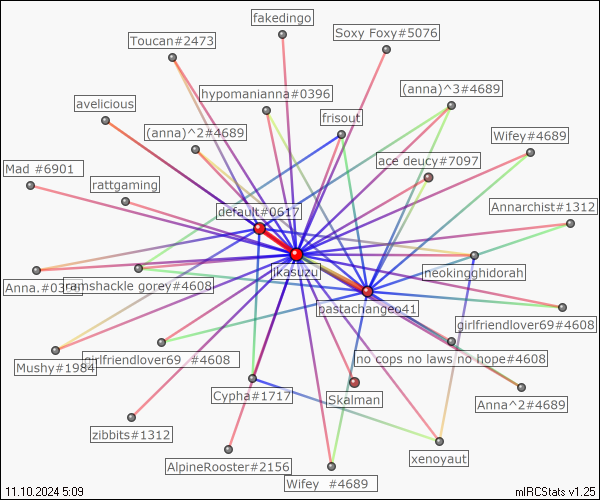 fakedingo
Soxy Foxy#5076
Toucan#2473
hypomanianna#0396
(anna)^3#4689
avelicious
frisout
(anna)^2#4689
Wifey#4689
ace deucy#7097
Mad #6901
rattgaming
Annarchist#1312
default#0617
jkasuzu
neokingghidorah
Anna.#03
ramshackle gorey#4608
pastachangeo41
girlfriendlover69#4608
girlfriendlover69 #4608
no cops no laws no hope#4608
Mushy#1984
Cypha#1717
Skalman
Anna^2#4689
zibbits#1312
xenoyaut
AlpineRooster#2156
Wifey #4689
11.10.2024 5:09
mIRCStats v1.25